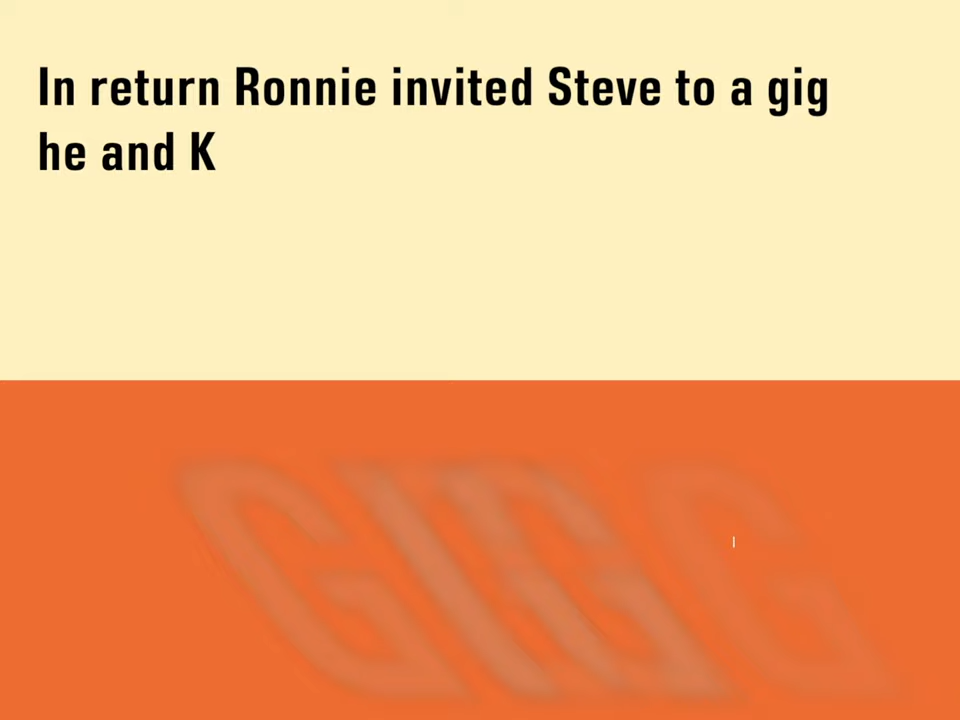 In return Ronnie invited Steve to a gig
he and K